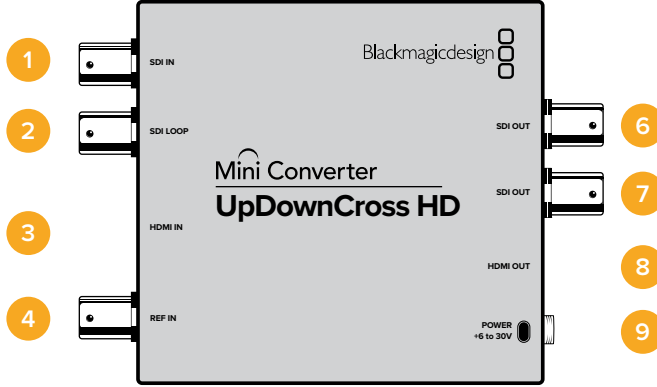 1
SDI IN
Blackmagicdesign
2
SDI LOOP
SDI OUT
6
Mini Converter
UpDownCross HD
SDI OUT
7
3
HDMI IN
HDMI OUT
8
4
REF IN
POWER
+6 to 30V
9